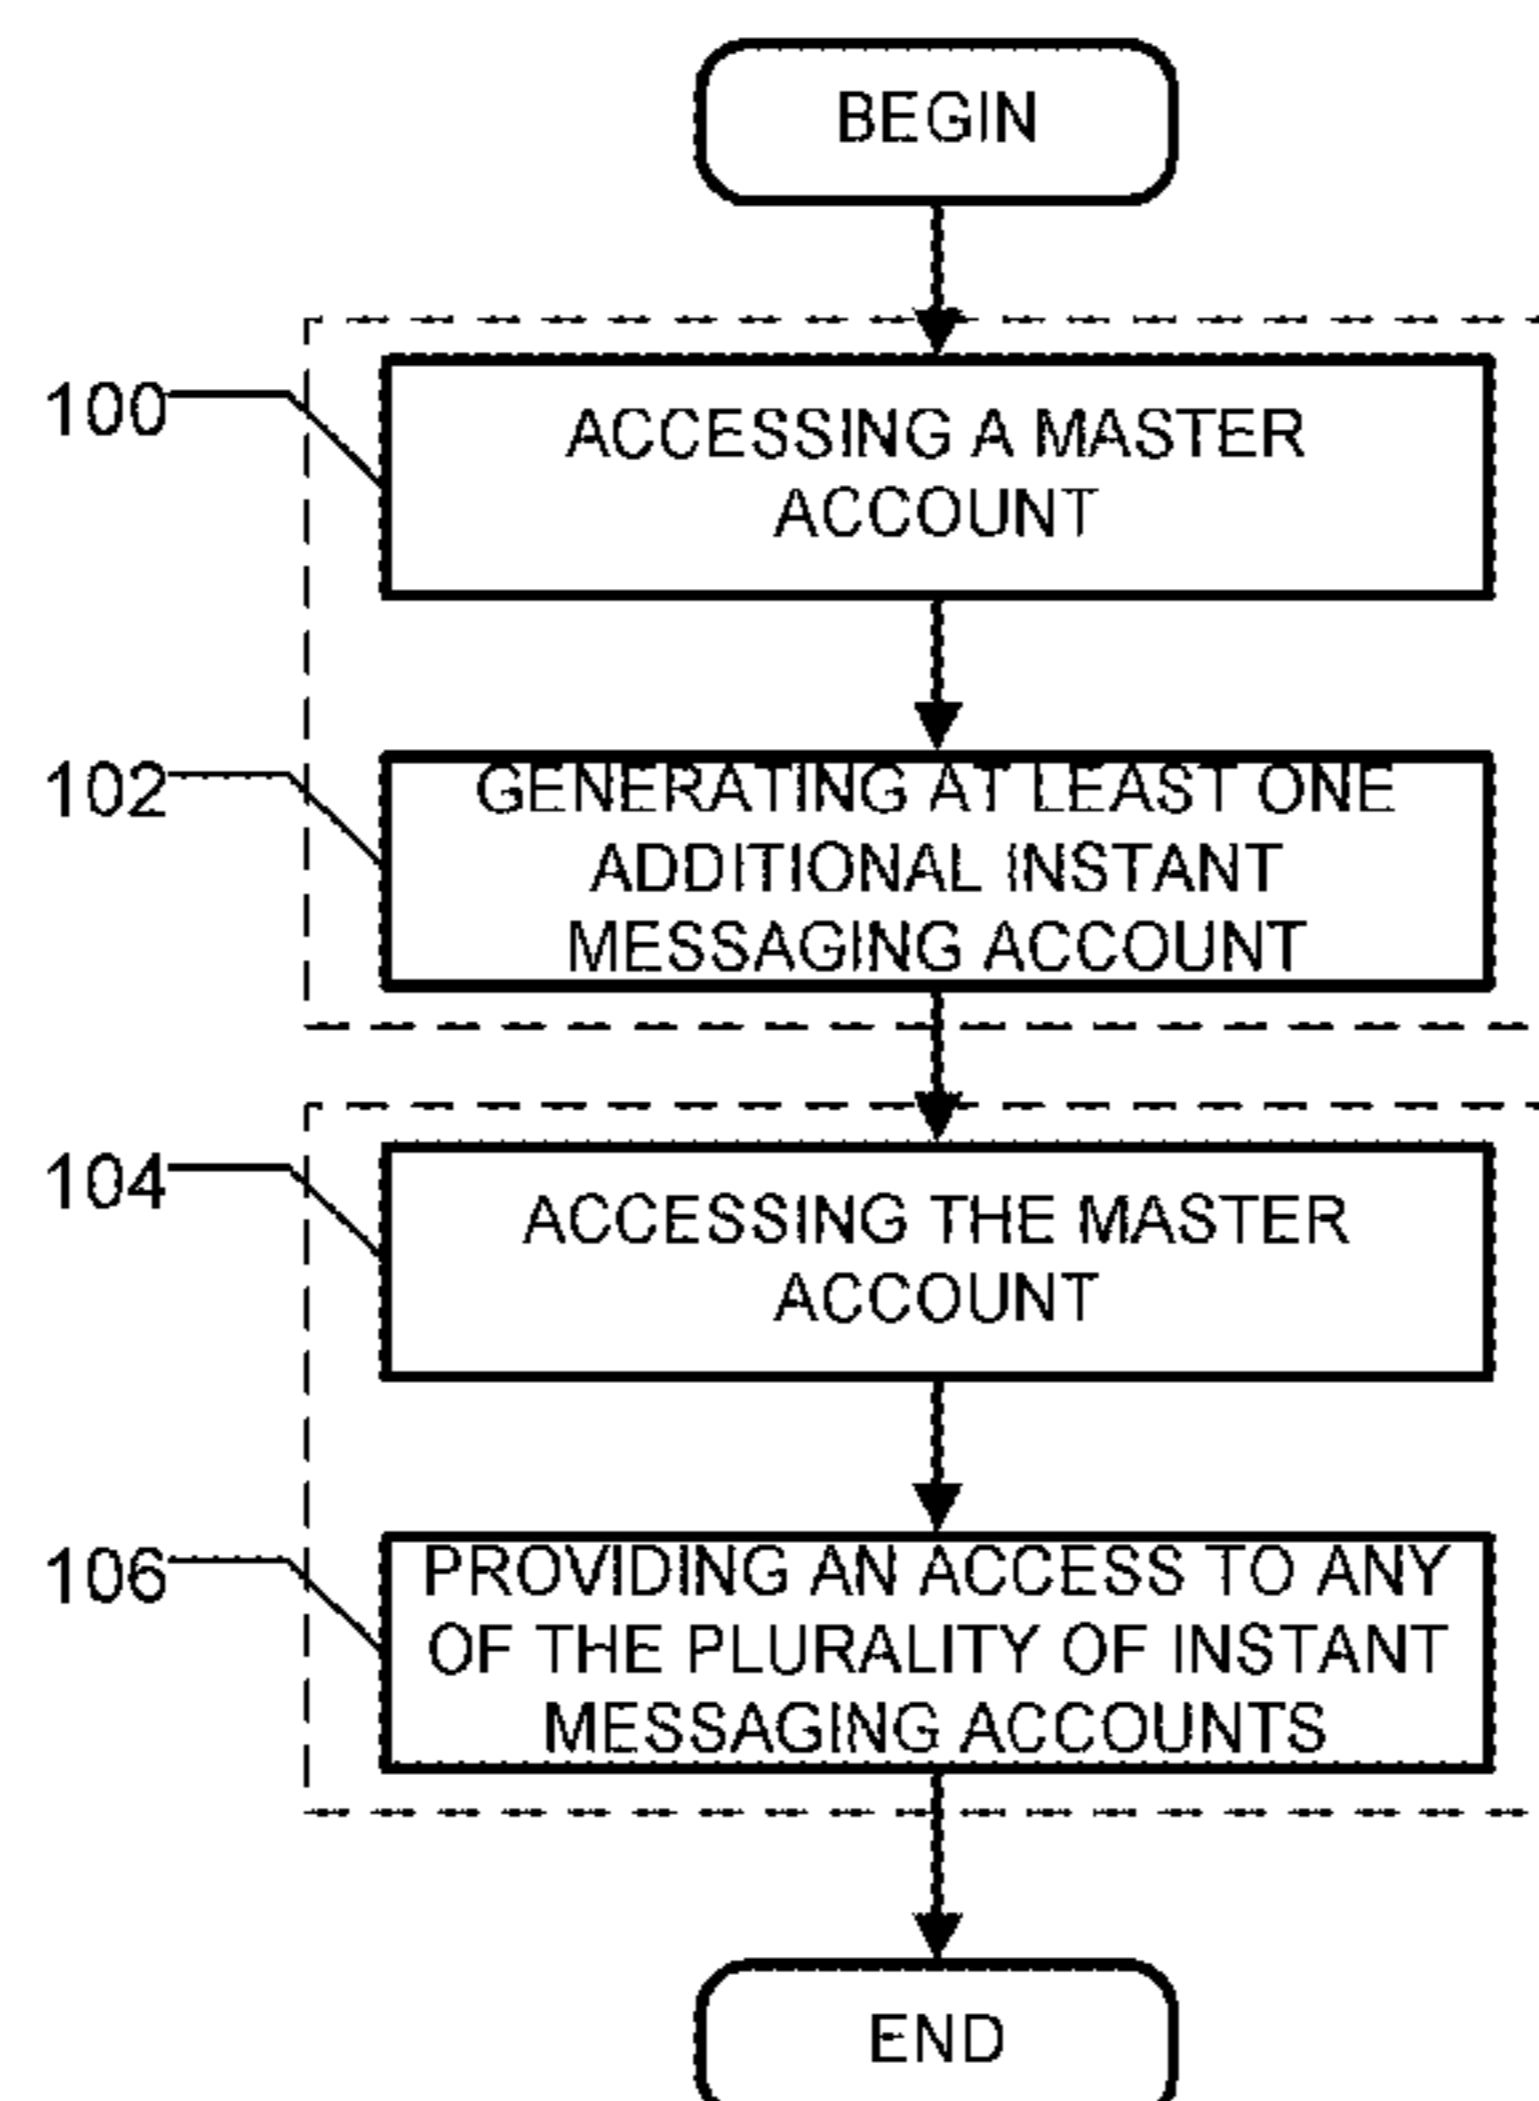 BEGIN
100
ACCESSING A MASTER
ACCOUNT
102
GENERATING AT LEAST ONE
ADDITIONAL INSTANT
MESSAGING ACCOUNT
104
ACCESSING THE MASTER
ACCOUNT
106
PROVIDING AN ACCESS TO ANY
OF THE PLURALITY OF INSTANT
MESSAGING ACCOUNTS
END